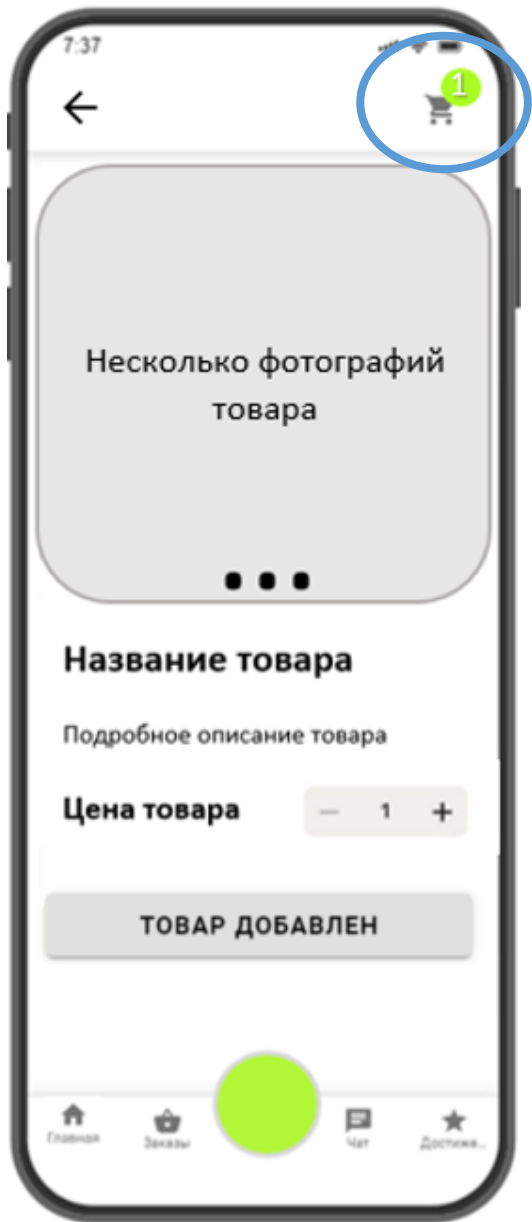 7:37
1
Несколько фотографий
товара
Название товара
Подробное описание товара
Цена товара
— 1 +
ТОВАР ДОБАВЛЕН
Главная
Заказы
Чат
Достиже...